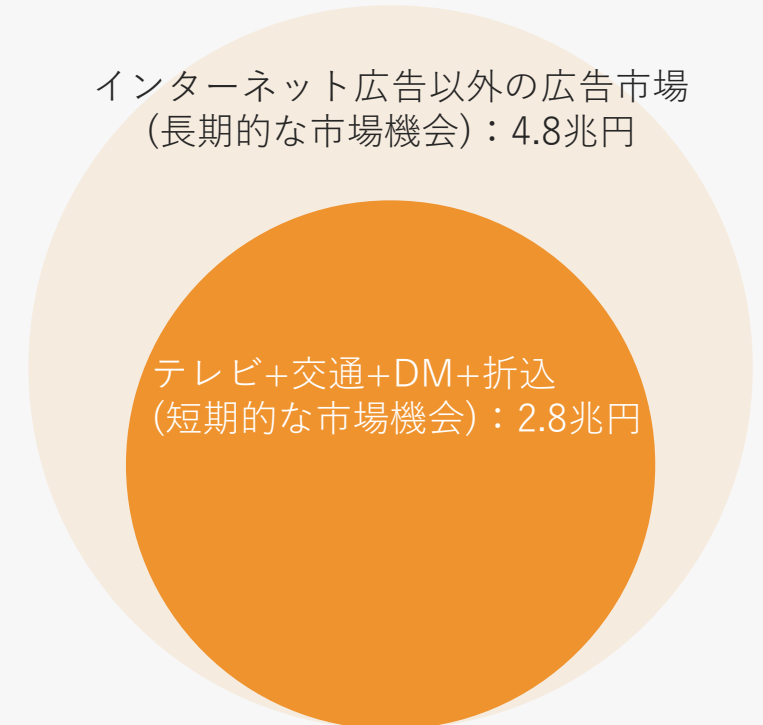 インターネット広告以外の広告市場
(長期的な市場機会)：4.8兆円
テレビ+交通+DM+折込
(短期的な市場機会)：2.8兆円